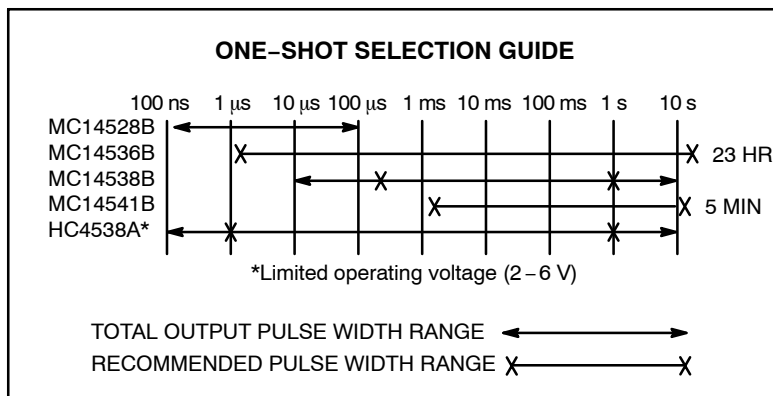 ONE–SHOT SELECTION GUIDE
100 ns 1 μs 10 μs 100 μs 1 ms 10 ms 100 ms 1 s 10 s
MC14528B
MC14536B 23 HR
MC14538B
MC14541B 5 MIN
HC4538A*
*Limited operating voltage (2–6 V)
TOTAL OUTPUT PULSE WIDTH RANGE
RECOMMENDED PULSE WIDTH RANGE